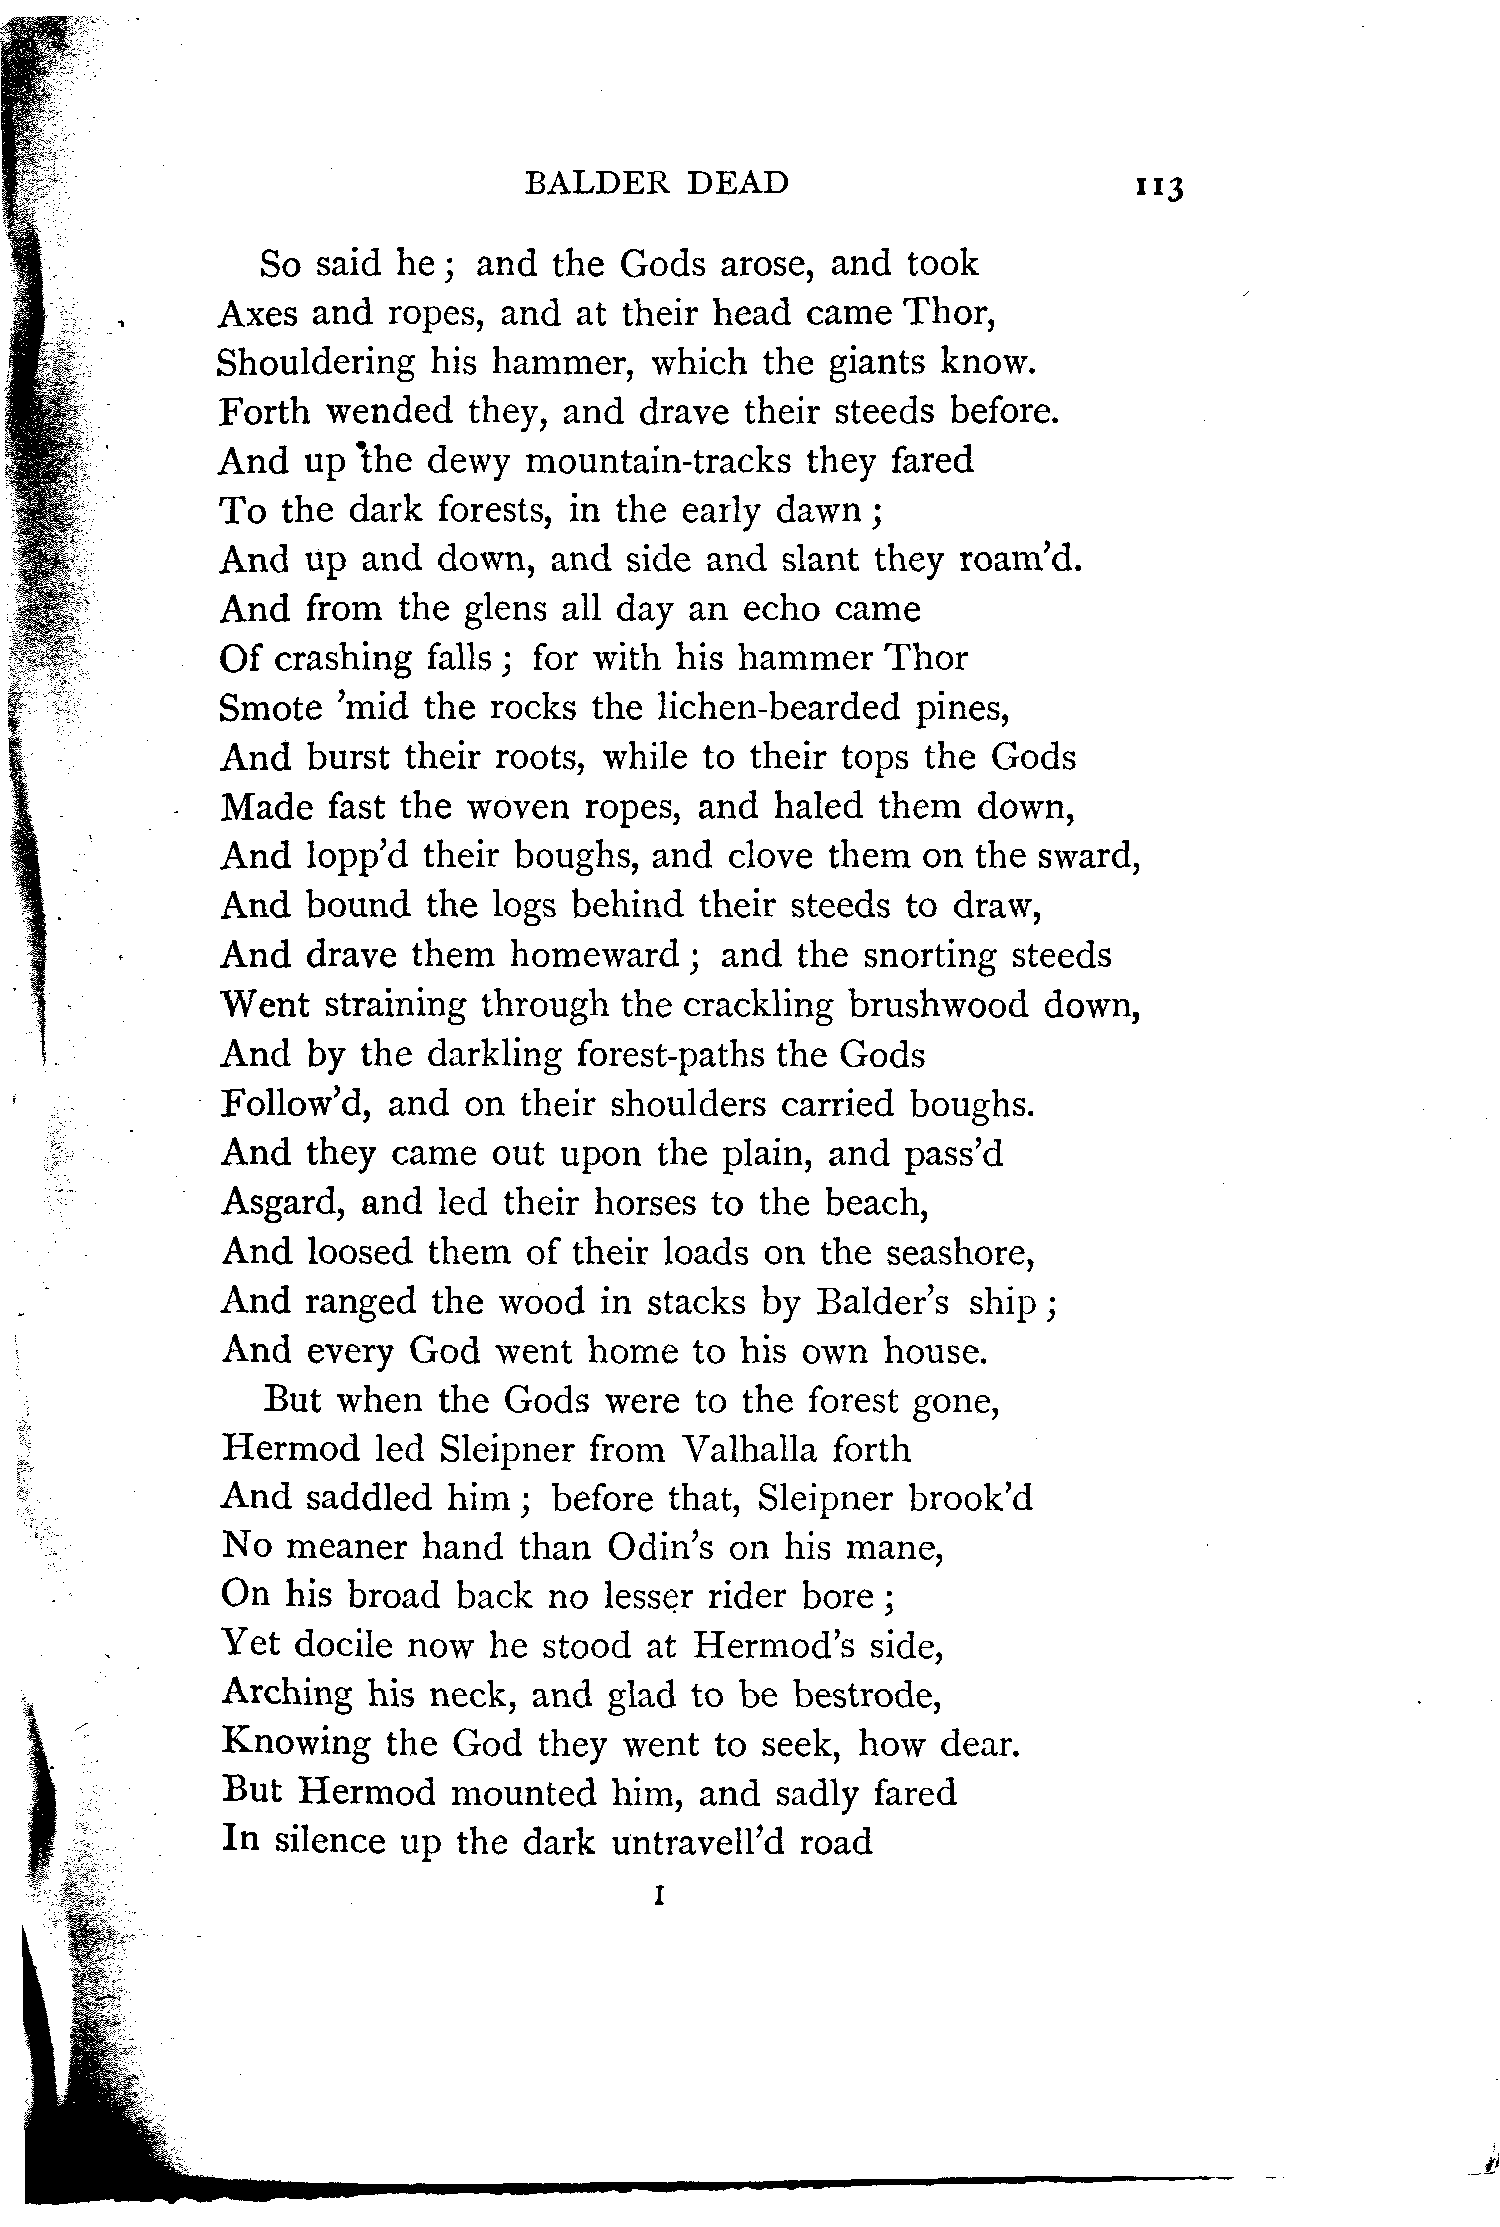 BALDER DEAD 113
So said he; and the Gods arose, and took
Axes and ropes, and at their head came Thor,
Shouldering his hammer, which the giants know.
Forth wended they, and drave their steeds before.
And up the dewy mountain-tracks they fared
To the dark forests, in the early dawn;
And up and down, and side and slant they roam'd.
And from the glens all day an echo came
Of crashing falls; for with his hammer Thor
Smote 'mid the rocks the lichen-bearded pines,
And burst their roots, while to their tops the Gods
Made fast the woven ropes, and haled them down,
And lopp'd their boughs, and clove them on the sward,
And bound the logs behind their steeds to draw,
And drave them homeward; and the snorting steeds
Went straining through the crackling brushwood down,
And by the darkling forest-paths the Gods
Follow'd, and on their shoulders carried boughs.
And they came out upon the plain, and pass'd
Asgard, and led their horses to the beach,
And loosed them of their loads on the seashore,
And ranged the wood in stacks by Balder's ship;
And every God went home to his own house.
But when the Gods were to the forest gone,
Hermod led Sleipner from Valhalla forth
And saddled him; before that, Sleipner brook'd
No meaner hand than Odin's on his mane,
On his broad back no lesser rider bore;
Yet docile now he stood at Hermod's side,
Arching his neck, and glad to be bestrode,
Knowing the God they went to seek, how dear.
But Hermod mounted him, and sadly fared
In silence up the dark untravell'd road
I